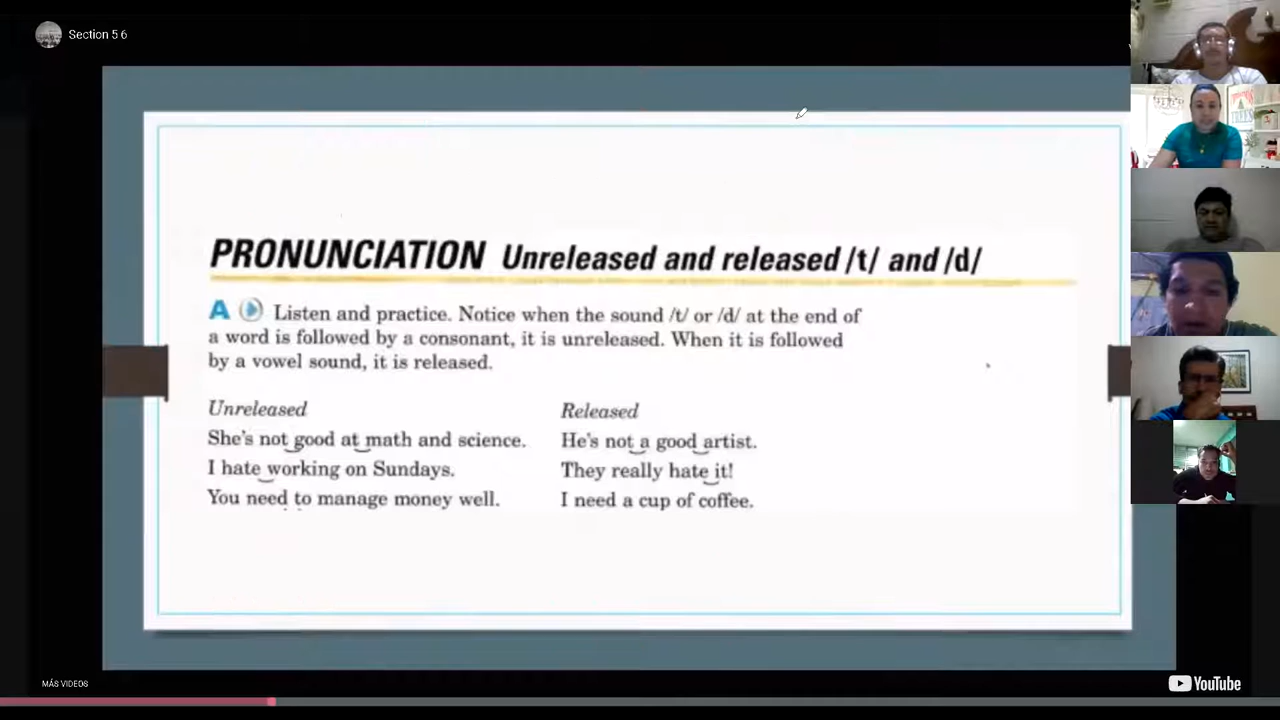 Section 5 6
PRONUNCIATION Unreleased and released /t/ and /d/
A Listen and practice. Notice when the sound /t/ or /d/ at the end of
a word is followed by a consonant, it is unreleased. When it is followed
by a vowel sound, it is released.
Unreleased
She's not good at math and science.
I hate working on Sundays.
You need to manage money well.
Released
He's not a good artist.
They really hate it!
I need a cup of coffee.
MÁS VIDEOS
YouTube